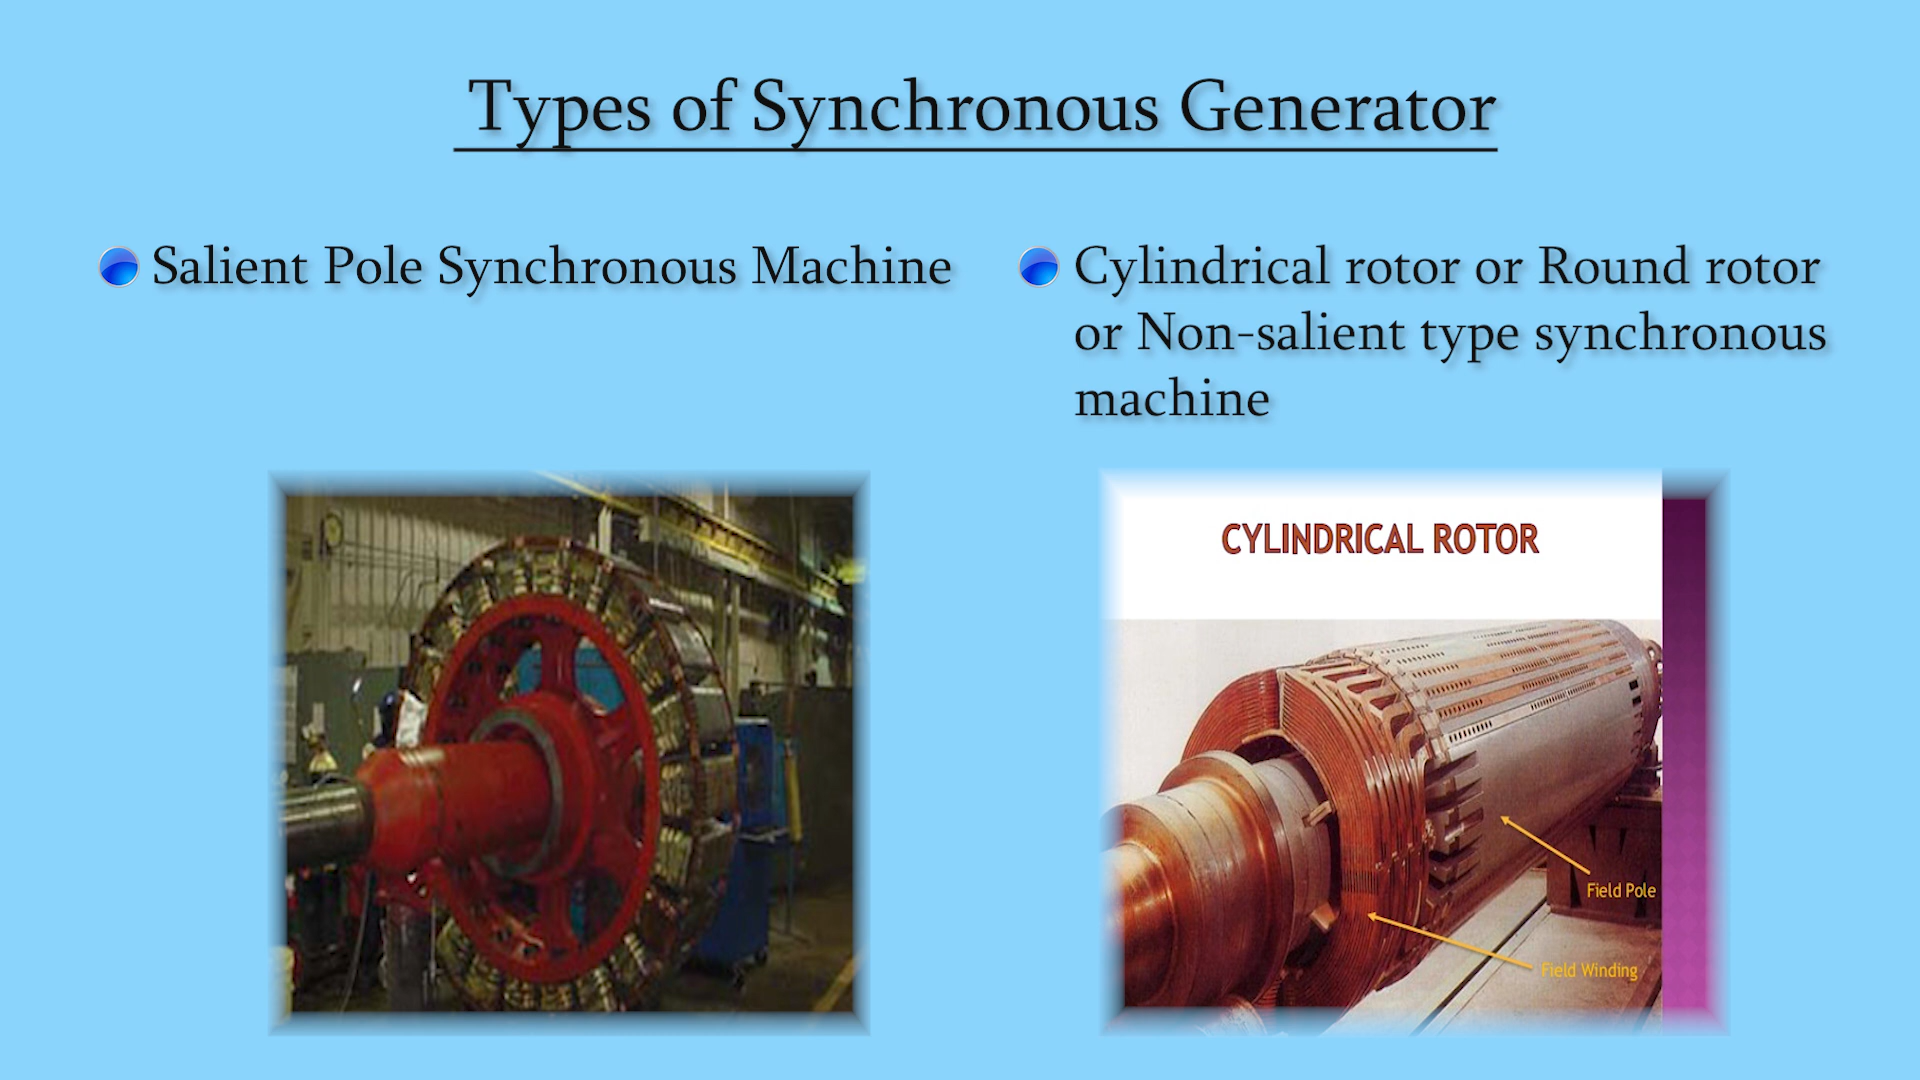 Types of Synchronous Generator
Salient Pole Synchronous Machine
Cylindrical rotor or Round rotor
or Non-salient type synchronous
machine
CYLINDRICAL ROTOR
Field Pole
Field Winding